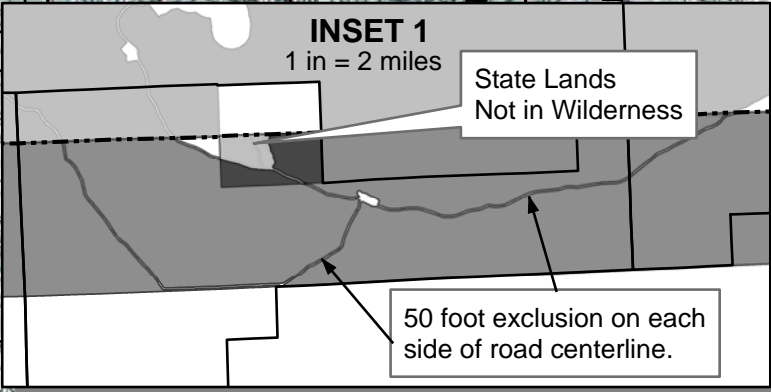 INSET 1
1 in = 2 miles
State Lands
Not in Wilderness
50 foot exclusion on each
side of road centerline.